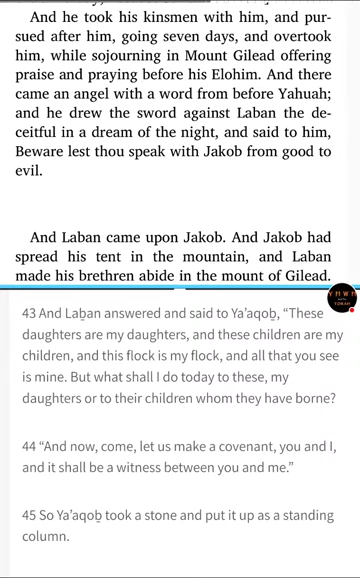 And he took his kinsmen with him, and pur-
sued after him, going seven days, and overtook
him, while sojourning in Mount Gilead offering
praise and praying before his Elohim. And there
came an angel with a word from before Yahuah;
and he drew the sword against Laban the de-
ceitful in a dream of the night, and said to him,
Beware lest thou speak with Jakob from good to
evil.
And Laban came upon Jakob. And Jakob had
spread his tent in the mountain, and Laban
made his brethren abide in the mount of Gilead.
43 And Laḇan answered and said to Ya’aqoḇ, “These
daughters are my daughters, and these children are my
children, and this flock is my flock, and all that you see
is mine. But what shall I do today to these, my
daughters or to their children whom they have borne?
44 “And now, come, let us make a covenant, you and I,
and it shall be a witness between you and me.”
45 So Ya’aqoḇ took a stone and put it up as a standing
column.